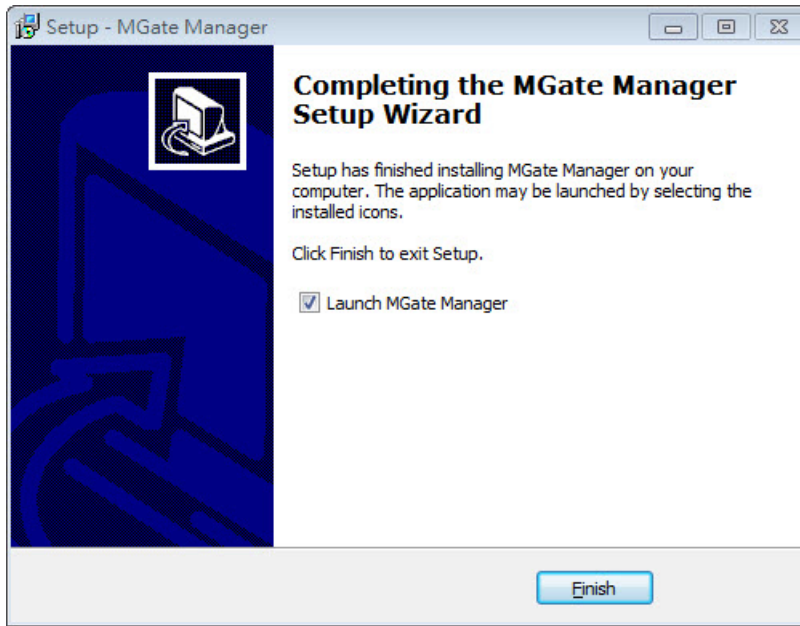 Setup - MGate Manager
Completing the MGate Manager
Setup Wizard
Setup has finished installing MGate Manager on your
computer. The application may be launched by selecting the
installed icons.
Click Finish to exit Setup.
Launch MGate Manager
Finish